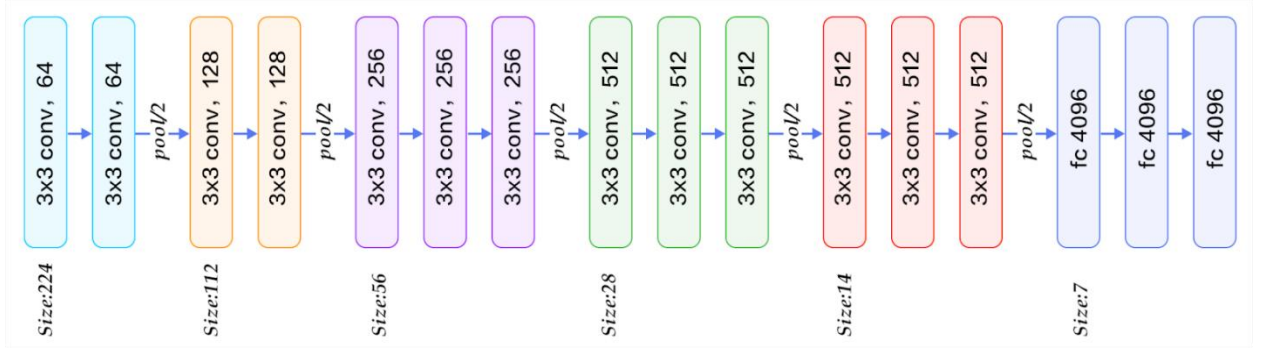 3x3 conv, 64
3x3 conv, 64
pool/2
3x3 conv, 128
3x3 conv, 128
pool/2
3x3 conv, 256
3x3 conv, 256
3x3 conv, 256
pool/2
3x3 conv, 512
3x3 conv, 512
3x3 conv, 512
pool/2
3x3 conv, 512
3x3 conv, 512
3x3 conv, 512
pool/2
fc 4096
fc 4096
fc 4096
Size:224
Size:112
Size:56
Size:28
Size:14
Size:7